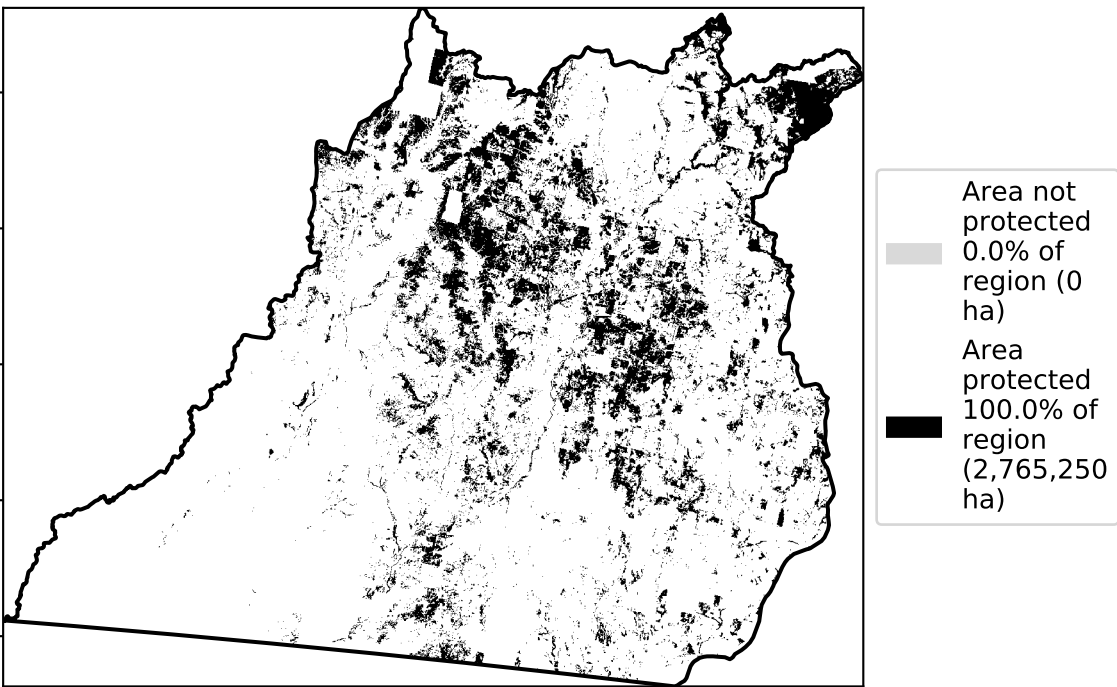 Area not
protected
0.0% of
region (0
ha)
Area
protected
100.0% of
region
(2,765,250
ha)